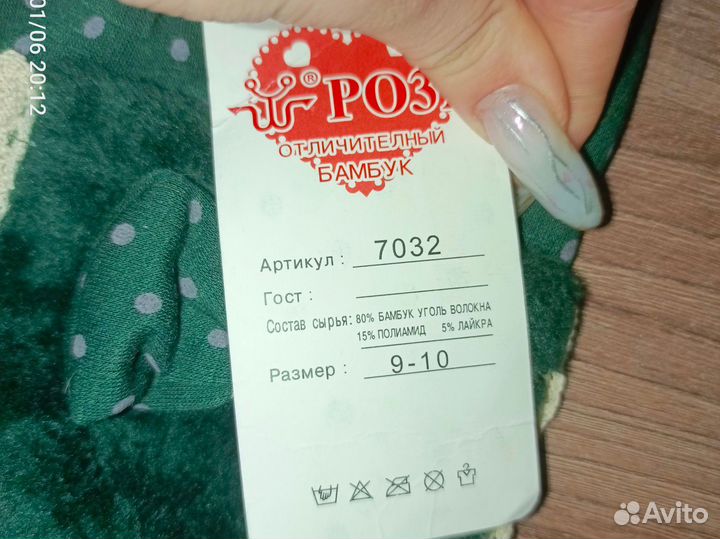 01/06 20:12
® РОЗ
ОТЛИЧИТЕЛЬНЫЙ
БАМБУК
Артикул : 7032
Гост :
Состав сырья: 80% БАМБУК УГОЛЬ ВОЛОКНА
15% ПОЛИАМИД 5% ЛАЙКРА
Размер : 9-10
Avito